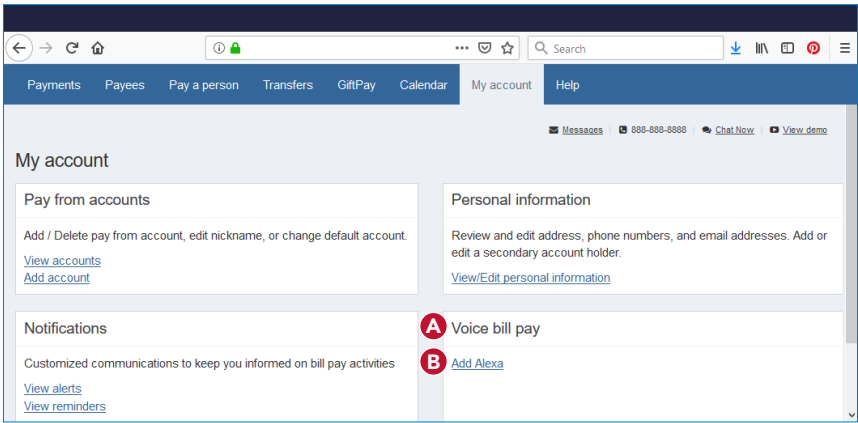 Search
Payments Payees Pay a person Transfers GiftPay Calendar My account Help
Messages 888-888-8888 Chat Now View demo
My account
Pay from accounts
Add / Delete pay from account, edit nickname, or change default account.
View accounts
Add account
Personal information
Review and edit address, phone numbers, and email addresses. Add or
edit a secondary account holder.
View/Edit personal information
Notifications
Customized communications to keep you informed on bill pay activities
View alerts
View reminders
A Voice bill pay
B Add Alexa